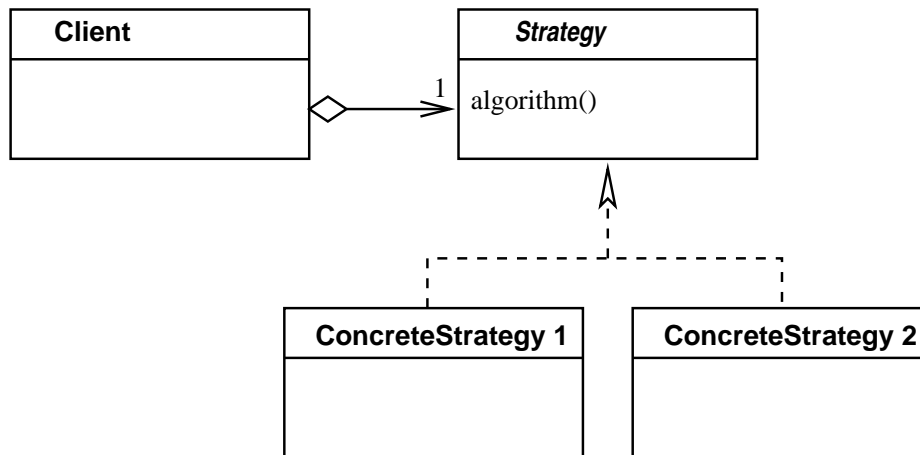 Client
Strategy
1
algorithm()
ConcreteStrategy 1
ConcreteStrategy 2